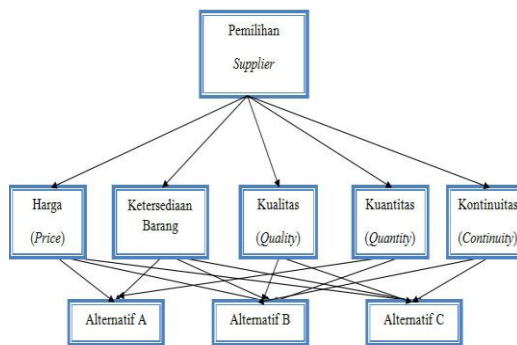 Pemilihan
Supplier
Harga
(Price)
Ketersediaan
Barang
Kualitas
(Quality)
Kuantitas
(Quantity)
Kontinuitas
(Continuity)
Alternatif A
Alternatif B
Alternatif C